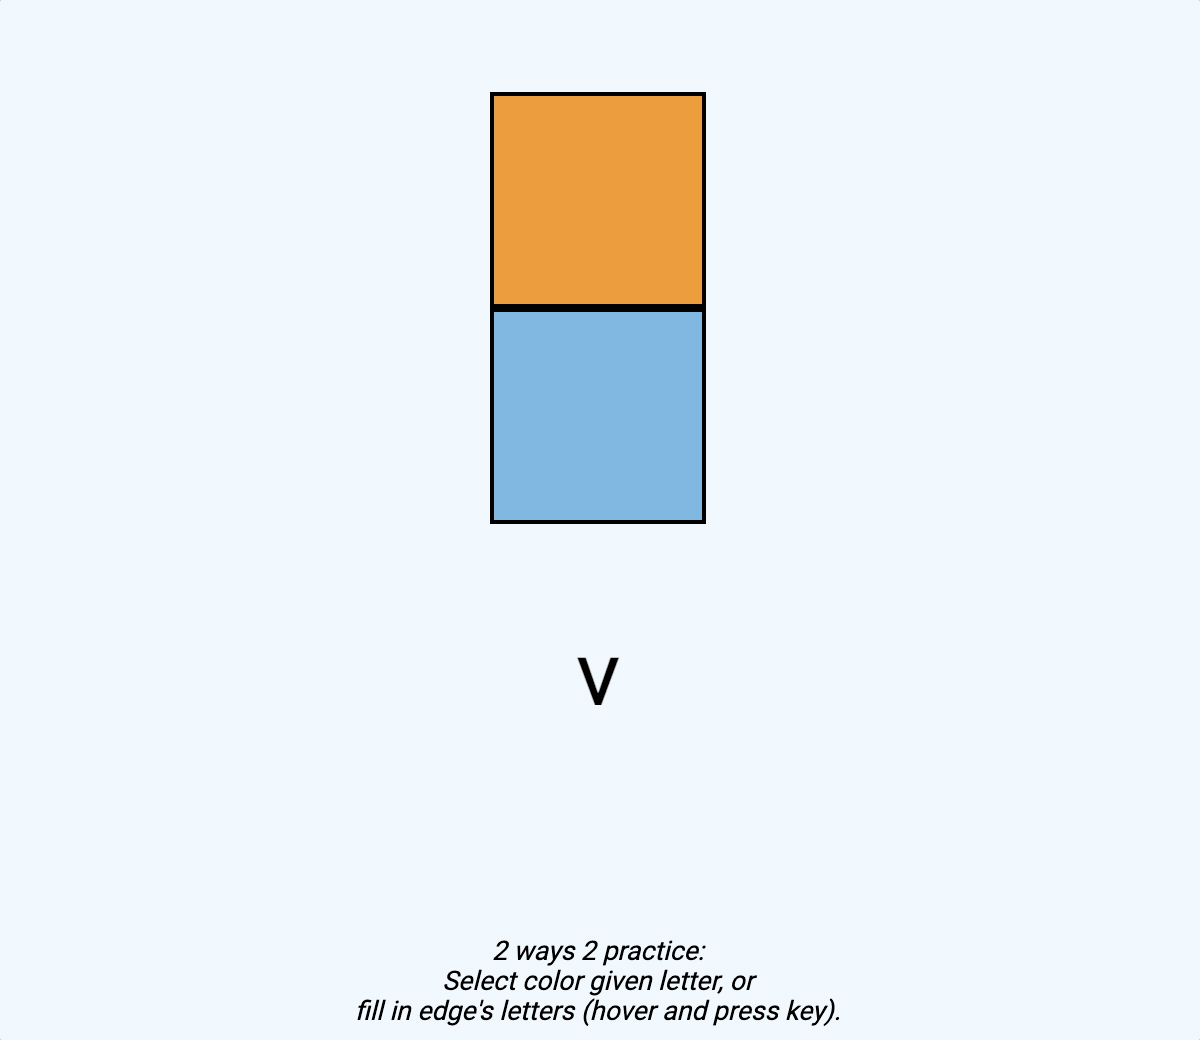 V
2 ways 2 practice:
Select color given letter, or
fill in edge's letters (hover and press key).